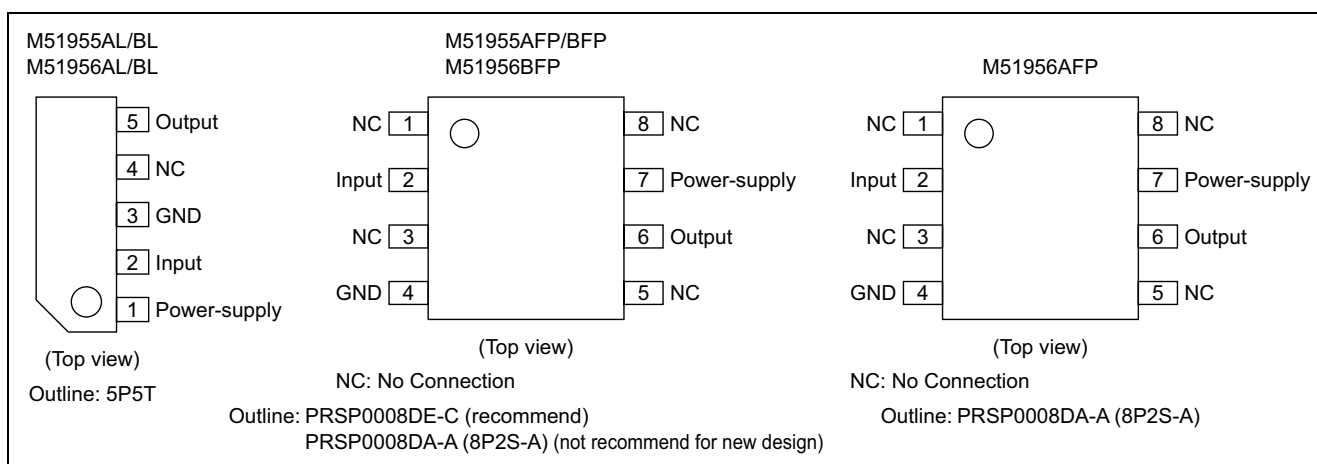 M51955AL/BL
M51956AL/BL
5 Output
4 NC
3 GND
2 Input
1 Power-supply
(Top view)
Outline: 5P5T
M51955AFP/BFP
M51956BFP
NC 1
8 NC
Input 2
7 Power-supply
NC 3
6 Output
GND 4
5 NC
(Top view)
NC: No Connection
Outline: PRSP0008DE-C (recommend)
PRSP0008DA-A (8P2S-A) (not recommend for new design)
M51956AFP
NC 1
8 NC
Input 2
7 Power-supply
NC 3
6 Output
GND 4
5 NC
(Top view)
NC: No Connection
Outline: PRSP0008DA-A (8P2S-A)